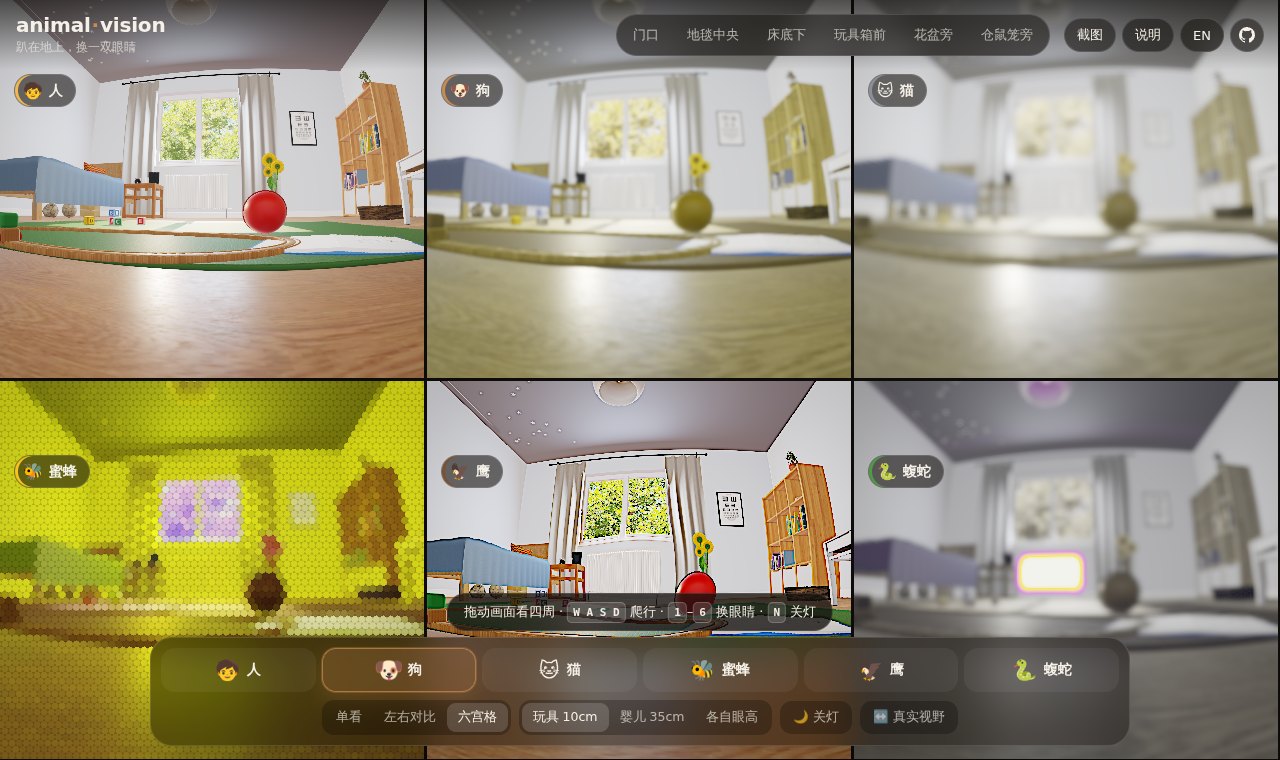 animal·vision
趴在地上，换一双眼睛
门口 地毯中央 床底下 玩具箱前 花盆旁 仓鼠笼旁
截图 说明 EN
人
狗
猫
蜜蜂
鹰
蝮蛇
拖动画面看四周 · W A S D 爬行 · 1 – 6 换眼睛 · N 关灯
人 狗 猫 蜜蜂 鹰 蝮蛇
单看 左右对比 六宫格 玩具 10cm 婴儿 35cm 各自眼高 关灯 真实视野